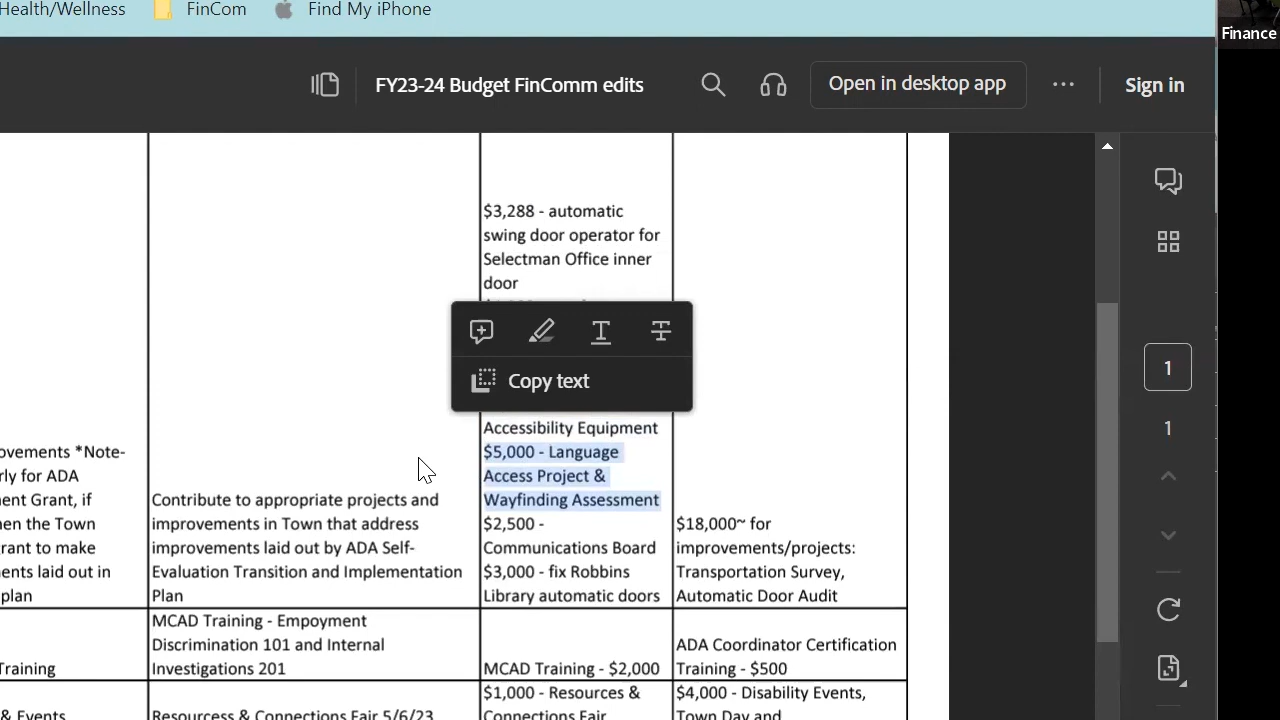 Health/Wellness
FinCom
Find My iPhone
Finance
FY23-24 Budget FinComm edits
Open in desktop app
Sign in
$3,288 - automatic
swing door operator for
Selectman Office inner
door
Copy text
Accessibility Equipment
$5,000 - Language
Access Project &
Wayfinding Assessment
$2,500 -
Communications Board
$3,000 - fix Robbins
Library automatic doors
ovements *Note-
rly for ADA
ent Grant, if
en the Town
rant to make
ents laid out in
plan
Contribute to appropriate projects and
improvements in Town that address
improvements laid out by ADA Self-
Evaluation Transition and Implementation
Plan
$18,000~ for
improvements/projects:
Transportation Survey,
Automatic Door Audit
Training
MCAD Training - Empoyment
Discrimination 101 and Internal
Investigations 201
MCAD Training - $2,000
ADA Coordinator Certification
Training - $500
& Events
Resourcess & Connections Fair 5/6/23
$1,000 - Resources &
Connections Fair
$4,000 - Disability Events,
Town Day and
1
1